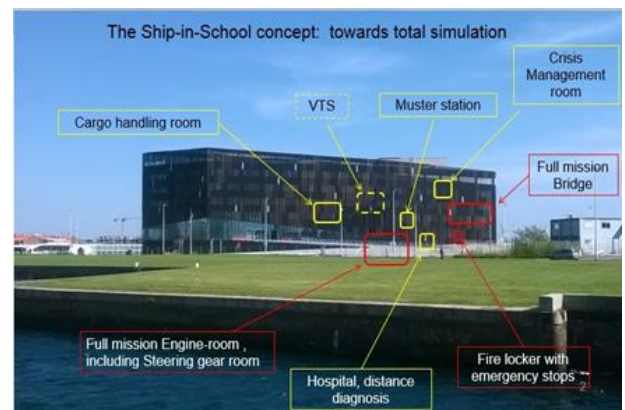 The Ship-in-School concept: towards total simulation
Crisis
Management
room
VTS
Muster station
Cargo handling room
Full mission
Bridge
Full mission Engine-room ,
including Steering gear room
Fire locker with
emergency stops
Hospital, distance
diagnosis
2